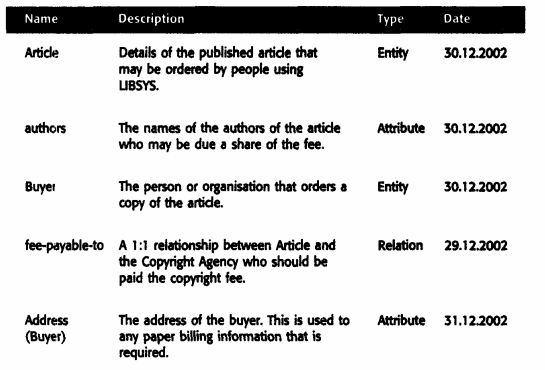 Name Description Type Date
Article Details of the published article that Entity 30.12.2002
may be ordered by people using
LIBSYS.
authors The names of the authors of the article Attribute 30.12.2002
who may be due a share of the fee.
Buyer The person or organisation that orders a Entity 30.12.2002
copy of the article.
fee-payable-to A 1:1 relationship between Article and Relation 29.12.2002
the Copyright Agency who should be
paid the copyright fee.
Address The address of the buyer. This is used to Attribute 31.12.2002
(Buyer) any paper billing information that is
required.